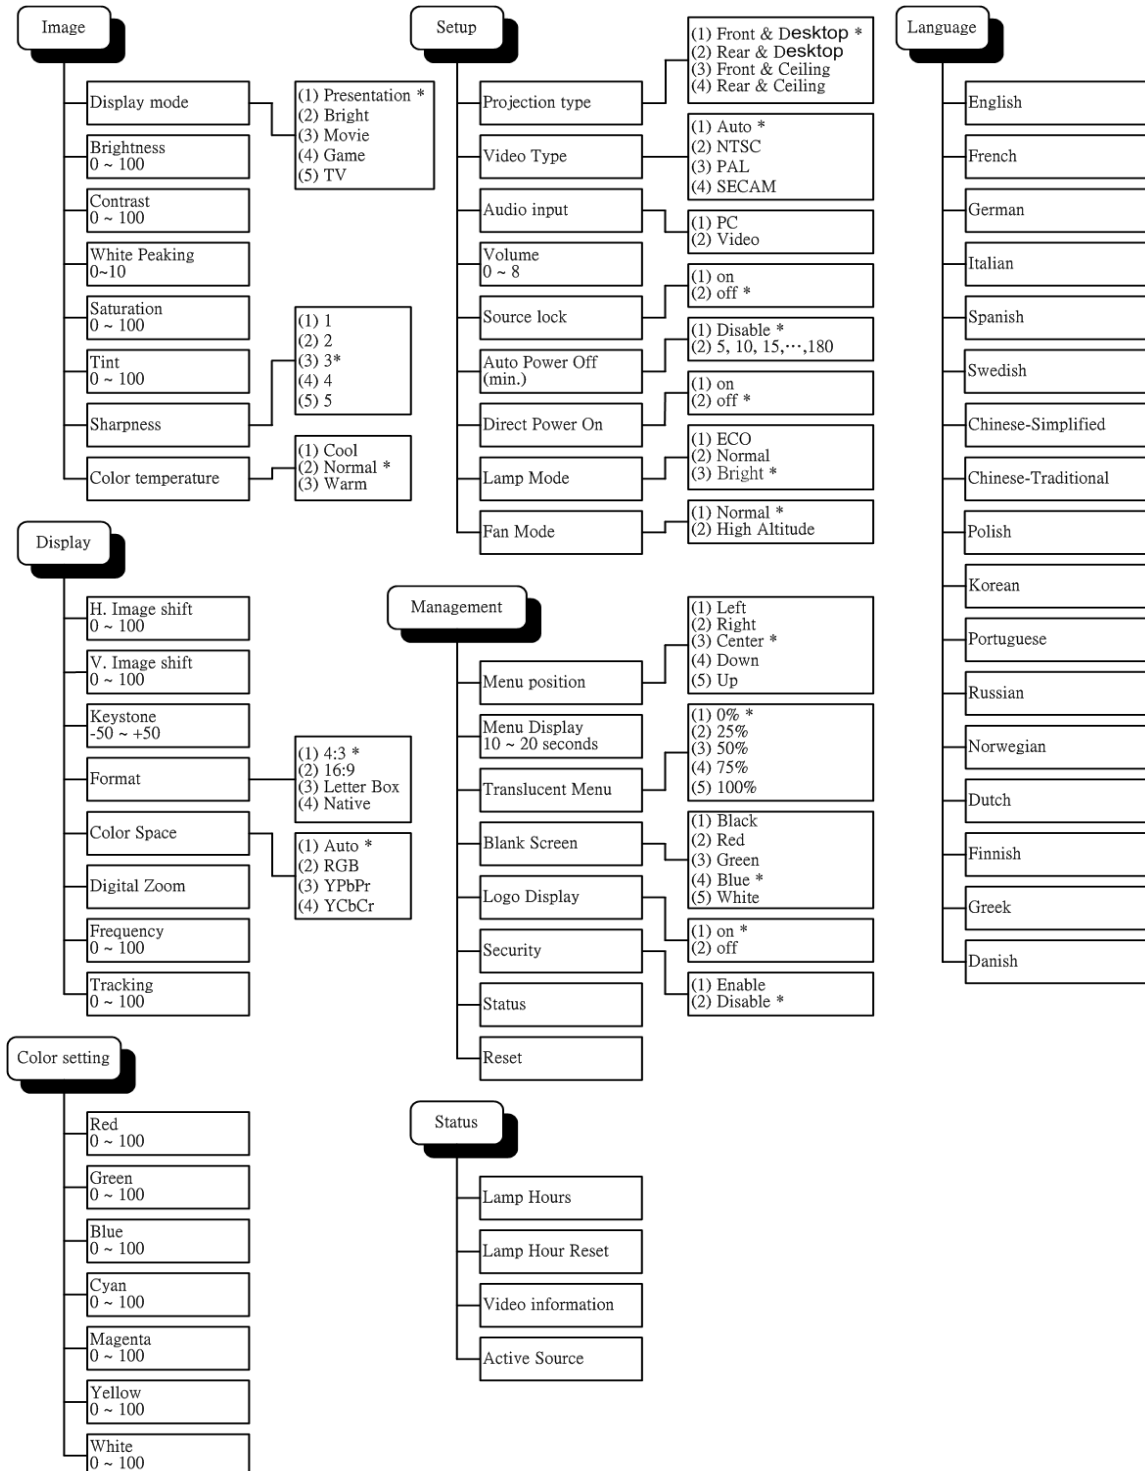 Image
Display mode
(1) Presentation *
(2) Bright
(3) Movie
(4) Game
(5) TV
Brightness
0 ~ 100
Contrast
0 ~ 100
White Peaking
0~10
Saturation
0 ~ 100
Tint
0 ~ 100
Sharpness
(1) 1
(2) 2
(3) 3*
(4) 4
(5) 5
Color temperature
(1) Cool
(2) Normal *
(3) Warm
Display
H. Image shift
0 ~ 100
V. Image shift
0 ~ 100
Keystone
-50 ~ +50
Format
(1) 4:3 *
(2) 16:9
(3) Letter Box
(4) Native
Color Space
(1) Auto *
(2) RGB
(3) YPbPr
(4) YCbCr
Digital Zoom
Frequency
0 ~ 100
Tracking
0 ~ 100
Color setting
Red
0 ~ 100
Green
0 ~ 100
Blue
0 ~ 100
Cyan
0 ~ 100
Magenta
0 ~ 100
Yellow
0 ~ 100
White
0 ~ 100
Setup
Projection type
(1) Front & Desktop *
(2) Rear & Desktop
(3) Front & Ceiling
(4) Rear & Ceiling
Video Type
(1) Auto *
(2) NTSC
(3) PAL
(4) SECAM
Audio input
(1) PC
(2) Video
Volume
0 ~ 8
Source lock
(1) on
(2) off *
Auto Power Off
(min.)
(1) Disable *
(2) 5, 10, 15,⋯,180
Direct Power On
(1) on
(2) off *
Lamp Mode
(1) ECO
(2) Normal
(3) Bright *
Fan Mode
(1) Normal *
(2) High Altitude
Management
Menu position
(1) Left
(2) Right
(3) Center *
(4) Down
(5) Up
Menu Display
10 ~ 20 seconds
Translucent Menu
(1) 0% *
(2) 25%
(3) 50%
(4) 75%
(5) 100%
Blank Screen
(1) Black
(2) Red
(3) Green
(4) Blue *
(5) White
Logo Display
(1) on *
(2) off
Security
(1) Enable
(2) Disable *
Status
Reset
Status
Lamp Hours
Lamp Hour Reset
Video information
Active Source
Language
English
French
German
Italian
Spanish
Swedish
Chinese-Simplified
Chinese-Traditional
Polish
Korean
Portuguese
Russian
Norwegian
Dutch
Finnish
Greek
Danish